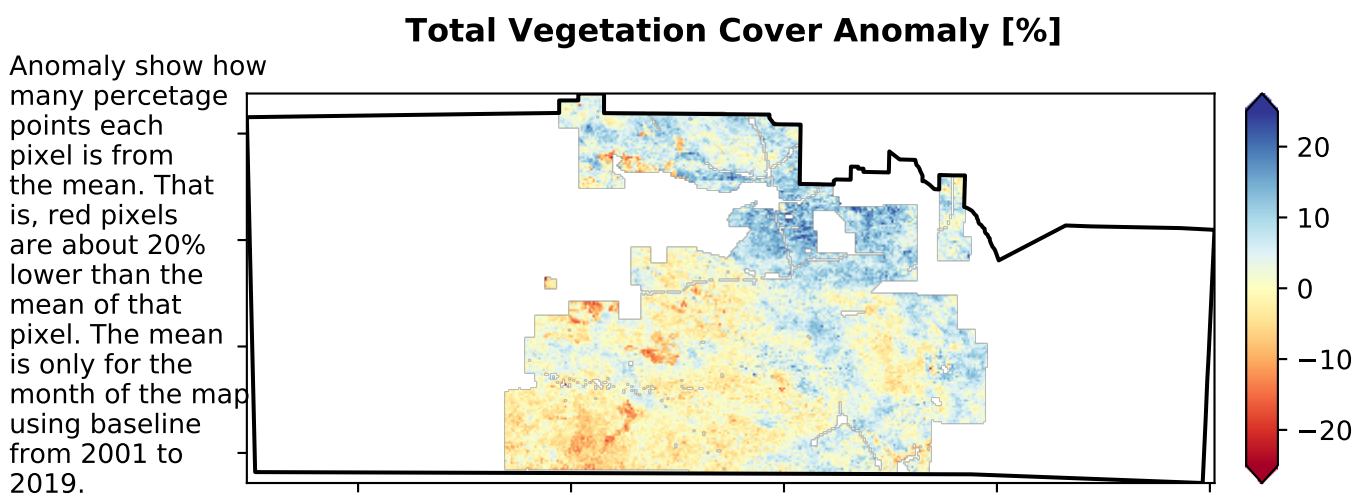 Total Vegetation Cover Anomaly [%]
Anomaly show how
many percetage
points each
pixel is from
the mean. That
is, red pixels
are about 20%
lower than the
mean of that
pixel. The mean
is only for the
month of the map
using baseline
from 2001 to
2019.
20
10
0
−10
−20